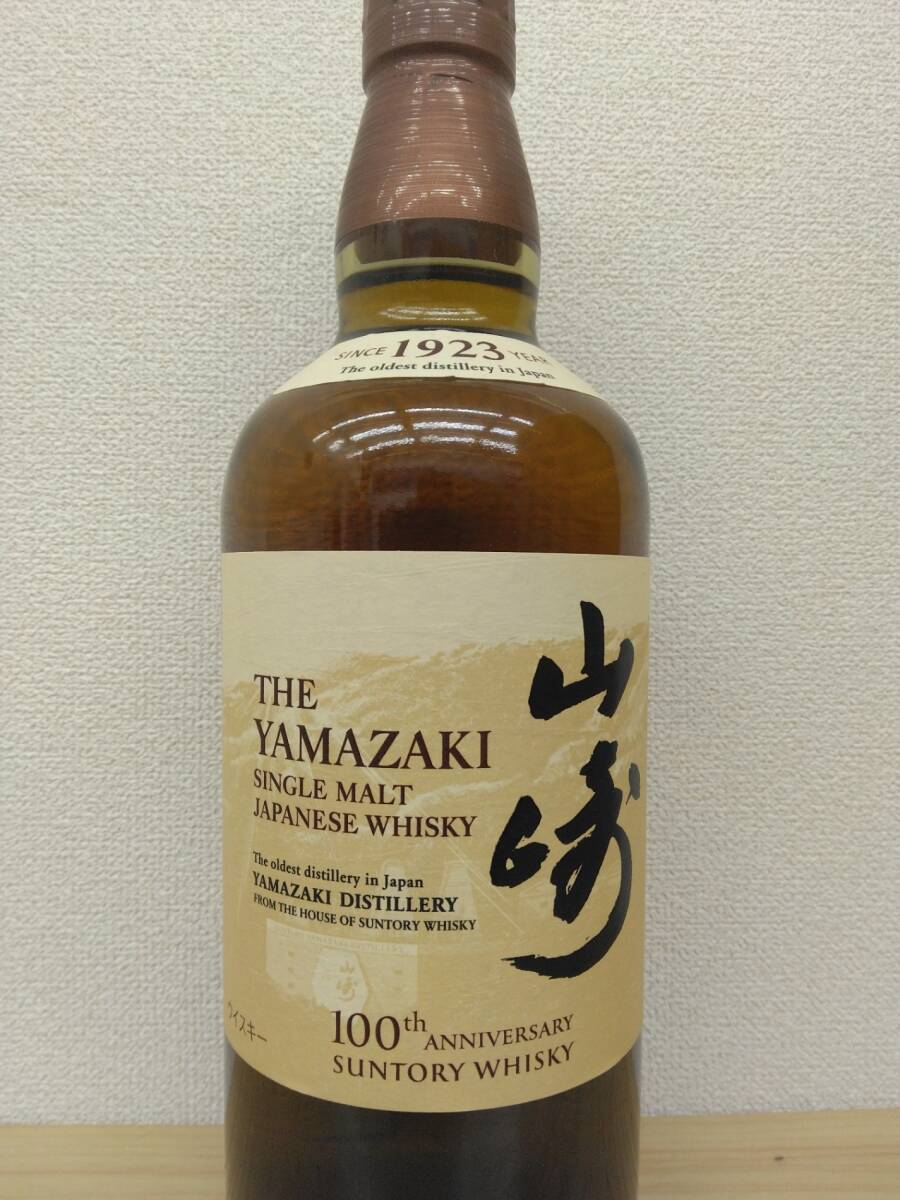 SINCE 1923 YEAR
The oldest distillery in Japan
山崎
THE
YAMAZAKI
SINGLE MALT
JAPANESE WHISKY
The oldest distillery in Japan
YAMAZAKI DISTILLERY
FROM THE HOUSE OF SUNTORY WHISKY
山崎
ウイスキー
100th ANNIVERSARY
SUNTORY WHISKY